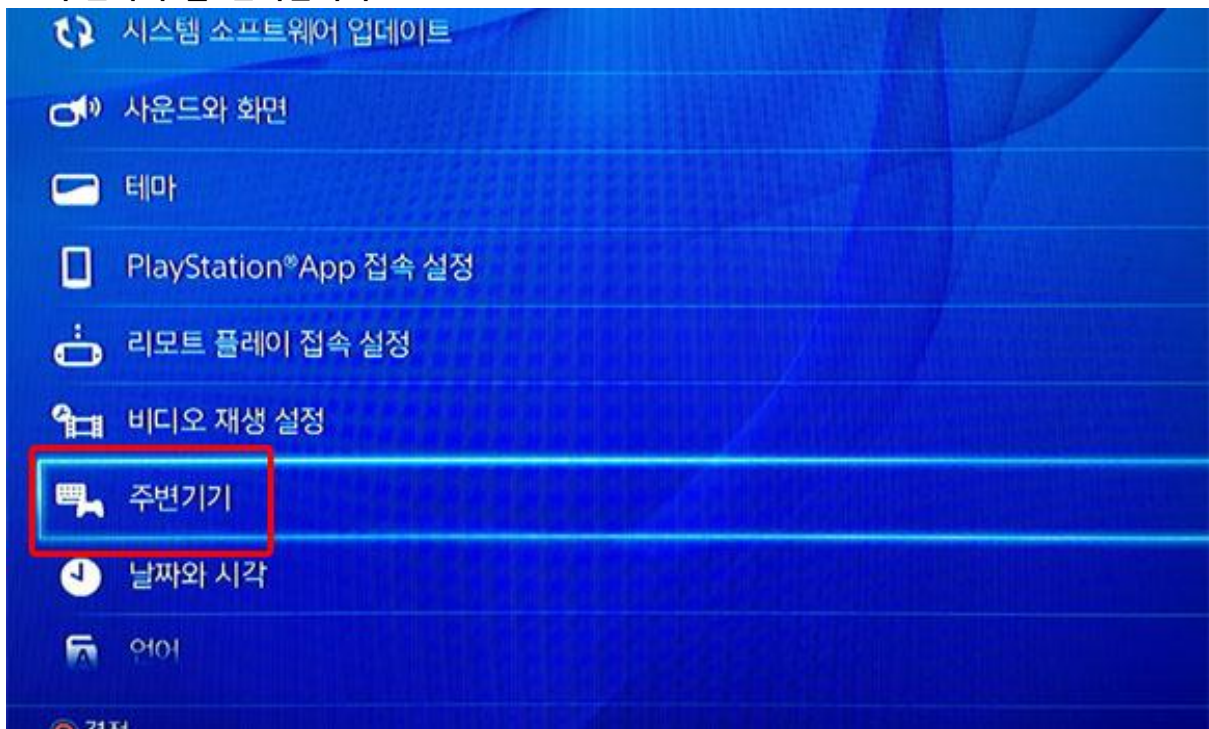 시스템 소프트웨어 업데이트
사운드와 화면
테마
PlayStation®App 접속 설정
리모트 플레이 접속 설정
비디오 재생 설정
주변기기
날짜와 시각
언어